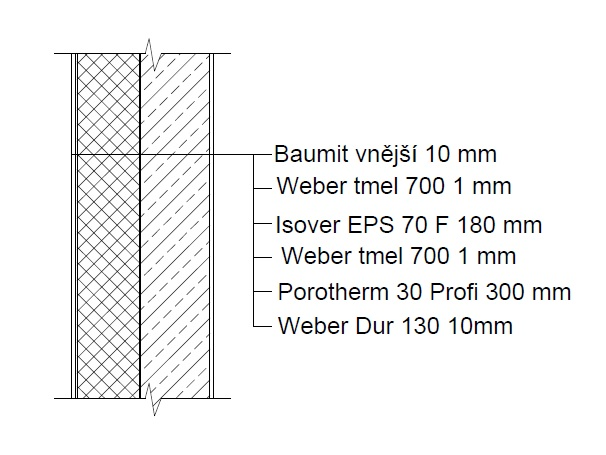 Baumit vnější 10 mm
Weber tmel 700 1 mm
Isover EPS 70 F 180 mm
Weber tmel 700 1 mm
Porotherm 30 Profi 300 mm
Weber Dur 130 10mm